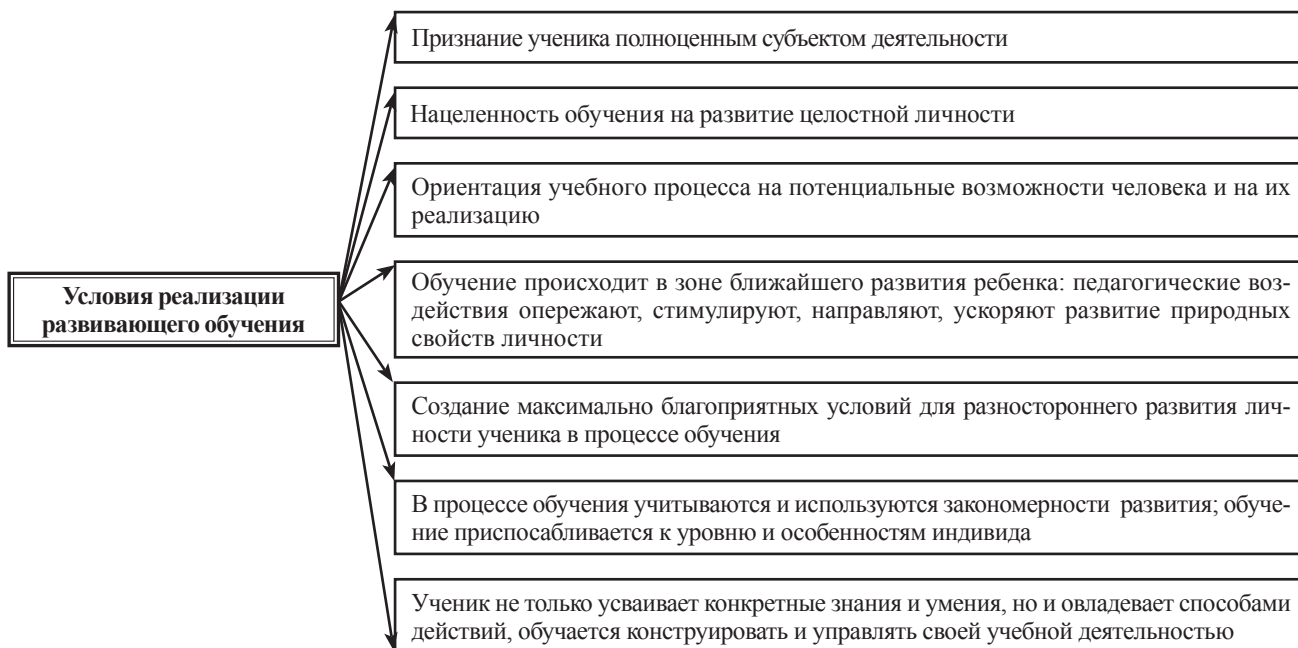 Признание ученика полноценным субъектом деятельности
Нацеленность обучения на развитие целостной личности
Ориентация учебного процесса на потенциальные возможности человека и на их
реализацию
Условия реализации
развивающего обучения
Обучение происходит в зоне ближайшего развития ребенка: педагогические воз-
действия опережают, стимулируют, направляют, ускоряют развитие природных
свойств личности
Создание максимально благоприятных условий для разностороннего развития лич-
ности ученика в процессе обучения
В процессе обучения учитываются и используются закономерности развития; обуче-
ние приспосабливается к уровню и особенностям индивида
Ученик не только усваивает конкретные знания и умения, но и овладевает способами
действий, обучается конструировать и управлять своей учебной деятельностью